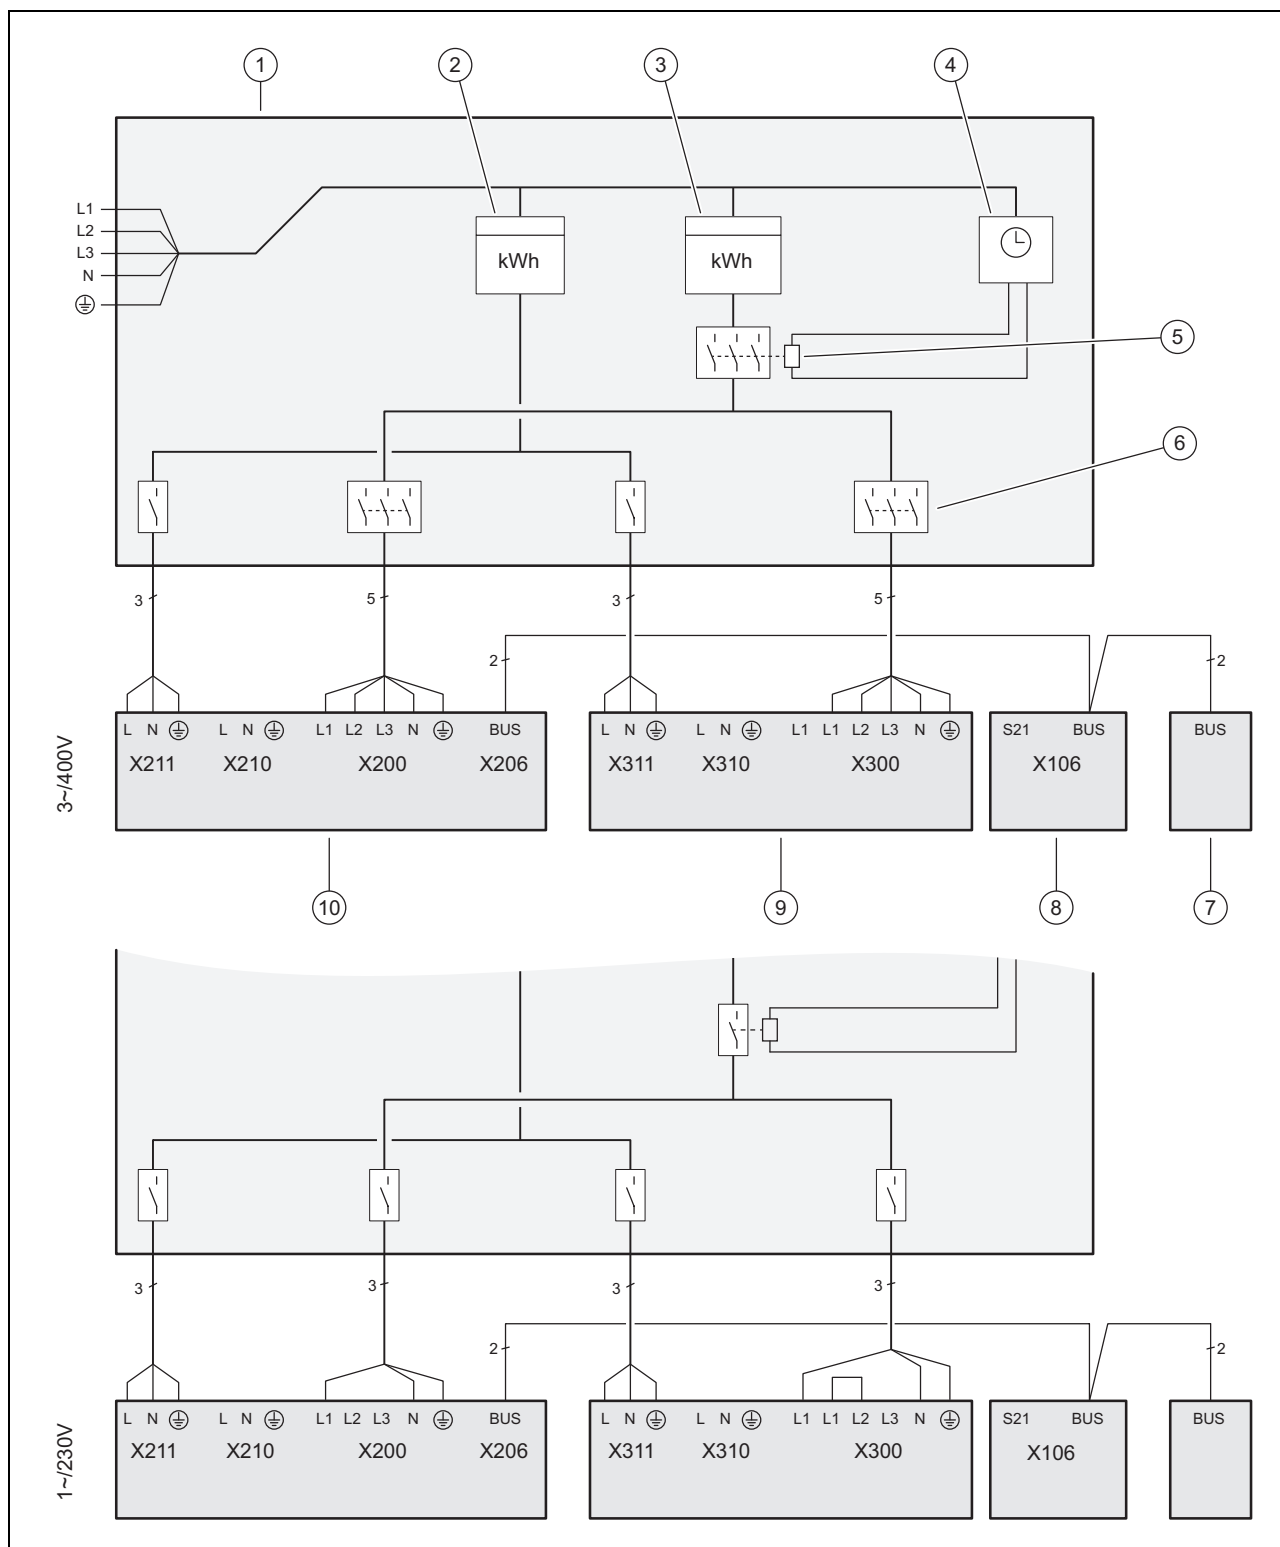 1 2 3 4
L1
L2
L3
N
kWh kWh
5
6
3 5 3 5
2 2
L N L N L1 L2 L3 N BUS L N L N L1 L1 L2 L3 N S21 BUS BUS
X211 X210 X200 X206 X311 X310 X300 X106
3~/400V
10 9 8 7
3 3 3 3
2 2
L N L N L1 L2 L3 N BUS L N L N L1 L1 L2 L3 N S21 BUS BUS
X211 X210 X200 X206 X311 X310 X300 X106
1~/230V